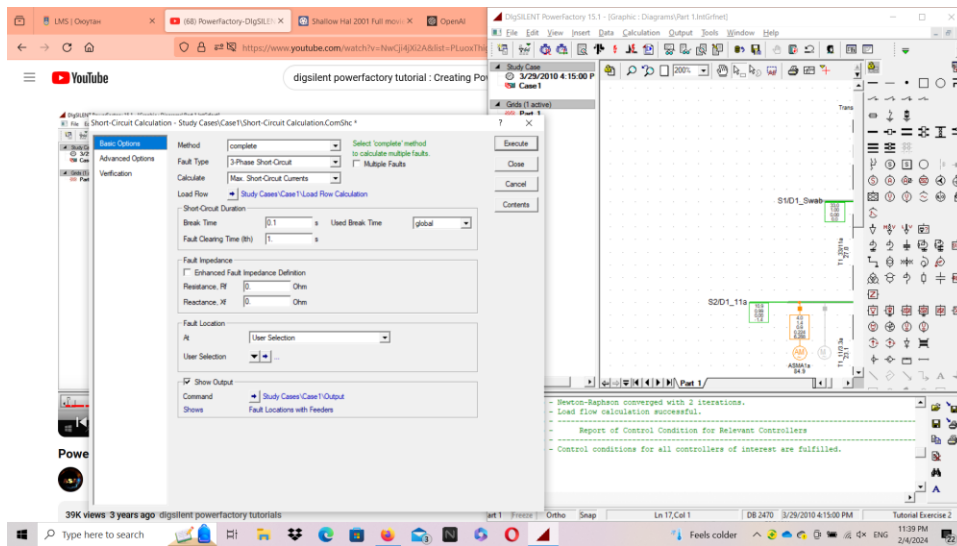 LMS | Окутан
(68) PowerFactory-DIgSILEN
Shallow Hal 2001 Full movie
OpenAI
https://www.youtube.com/watch?v=NwCjl4jXG2A&list=PLuoxThi
YouTube
digsilent powerfactory tutorial : Creating Pow
Short-Circuit Calculation - Study Cases\Case1\Short-Circuit Calculation.ComShc *
Basic Options
Advanced Options
Verification
Method
complete
Select 'complete' method
to calculate multiple faults.
Fault Type
3-Phase Short-Circuit
Multiple Faults
Calculate
Max. Short-Circuit Currents
Load Flow
Study Cases\Case1\Load Flow Calculation
Short-Circuit Duration
Break Time
0.1
s
Used Break Time
global
Fault Clearing Time (Ith)
1.
s
Fault Impedance
Enhanced Fault Impedance Definition
Resistance, Rf
0.
Ohm
Reactance, Xf
0.
Ohm
Fault Location
At
User Selection
User Selection
...
Show Output
Command
Study Cases\Case1\Output
Shows
Fault Locations with Feeders
Execute
Close
Cancel
Contents
Powe
39K views 3 years ago digsilent powerfactory tutorials
DIgSILENT PowerFactory 15.1 - [Graphic : Diagrams\Part 1.IntGrfnet]
File Edit View Insert Data Calculation Output Tools Window Help
Study Case
3/29/2010 4:15:00 P
Case1
Grids (1 active)
Part 1
200%
Trans
S1/D1_Swab
S2/D1_11a
ASMA1a
84.9
Part 1
- Newton-Raphson converged with 2 iterations.
- Load flow calculation successful.
- Report of Control Condition for Relevant Controllers
- Control conditions for all controllers of interest are fulfilled.
art 1
Freeze
Ortho
Snap
Ln 17,Col 1
DB 2470
3/29/2010 4:15:00 PM
Tutorial Exercise 2
Type here to search
Feels colder
ENG
11:39 PM
2/4/2024